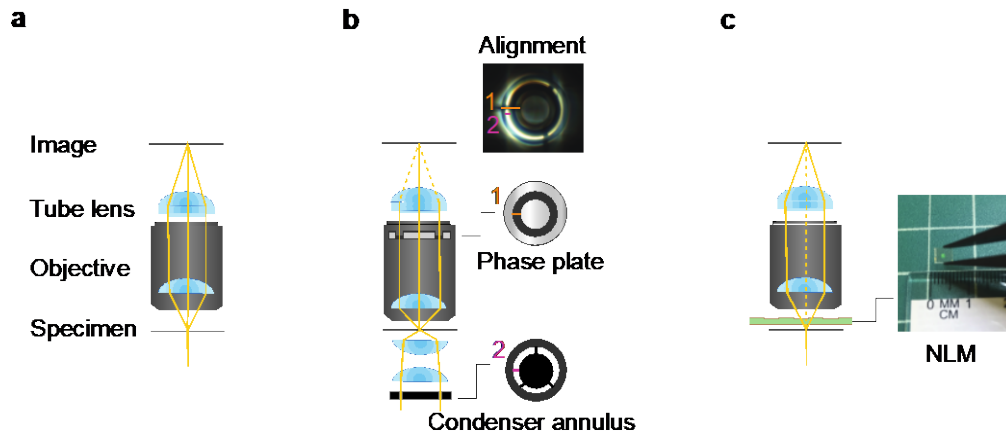 a
b
c
Alignment
1
2
Image
Tube lens
Objective
Specimen
1
Phase plate
2
Condenser annulus
0 MM 1
CM
NLM